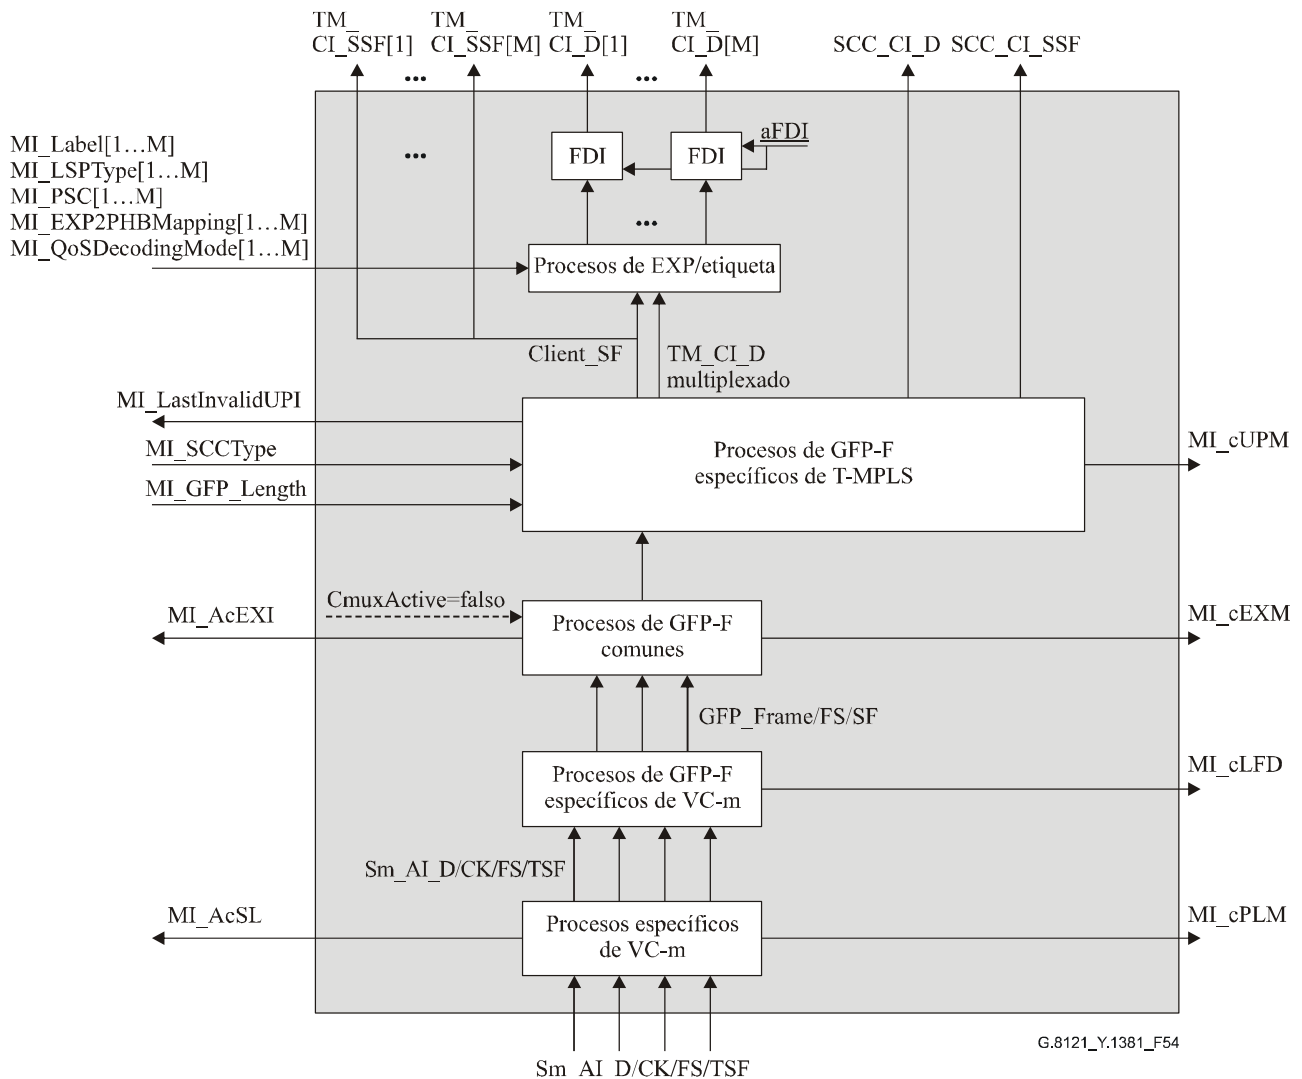 TM_ TM_ TM_ TM_
CI_SSF[1] CI_SSF[M] CI_D[1] CI_D[M] SCC_CI_D SCC_CI_SSF
... ...
aFDI
MI_Label[1…M]
... FDI FDI
MI_LSPType[1…M]
MI_PSC[1…M]
MI_EXP2PHBMapping[1…M]
...
MI_QoSDecodingMode[1…M]
Procesos de EXP/etiqueta
Client_SF TM_CI_D
multiplexado
MI_LastInvalidUPI
MI_SCCType
MI_GFP_Length
Procesos de GFP-F
específicos de T-MPLS
MI_cUPM
CmuxActive=falso
MI_AcEXI
Procesos de GFP-F
comunes
MI_cEXM
GFP_Frame/FS/SF
Procesos de GFP-F
específicos de VC-m
MI_cLFD
Sm_AI_D/CK/FS/TSF
MI_AcSL
Procesos específicos
de VC-m
MI_cPLM
G.8121_Y.1381_F54
Sm_AI_D/CK/FS/TSF